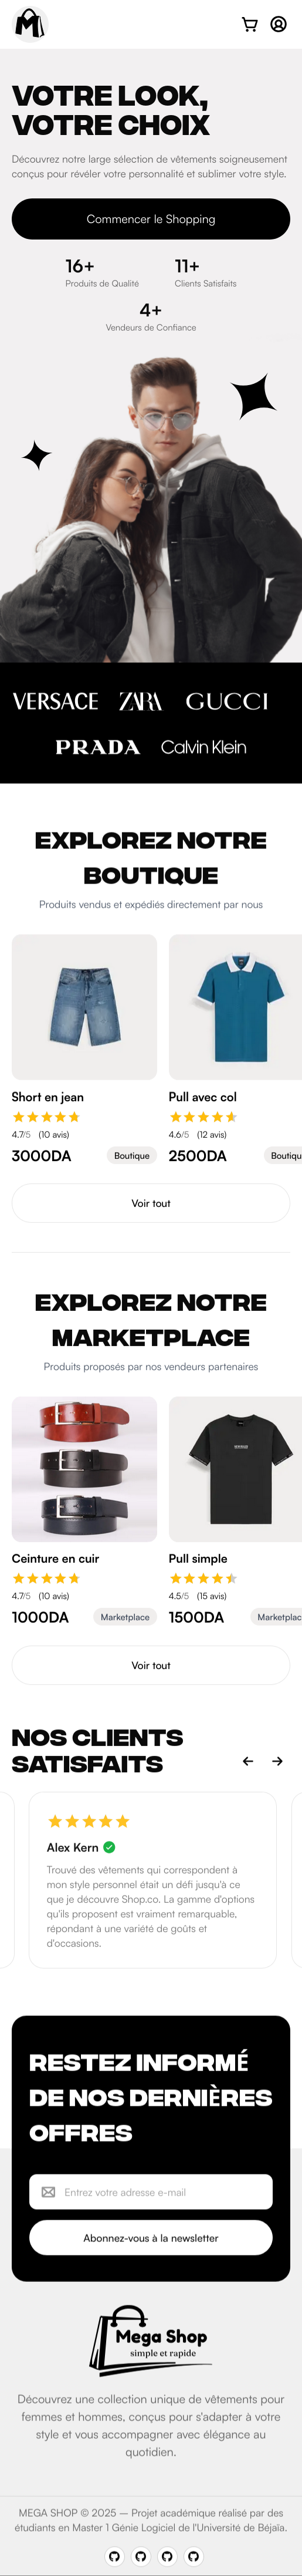 M
VOTRE LOOK,
VOTRE CHOIX
Découvrez notre large sélection de vêtements soigneusement
conçus pour révéler votre personnalité et sublimer votre style.
Commencer le Shopping
16+ 11+
Produits de Qualité Clients Satisfaits
4+
Vendeurs de Confiance
VERSACE ZARA GUCCI
PRADA Calvin Klein
EXPLOREZ NOTRE
BOUTIQUE
Produits vendus et expédiés directement par nous
Short en jean Pull avec col
4.7/5 (10 avis) 4.6/5 (12 avis)
3000DA Boutique 2500DA Boutiqu
Voir tout
EXPLOREZ NOTRE
MARKETPLACE
Produits proposés par nos vendeurs partenaires
Ceinture en cuir Pull simple
4.7/5 (10 avis) 4.5/5 (15 avis)
1000DA Marketplace 1500DA Marketplac
Voir tout
NOS CLIENTS
SATISFAITS
Alex Kern
Trouvé des vêtements qui correspondent à
mon style personnel était un défi jusqu'à ce
que je découvre Shop.co. La gamme d'options
qu'ils proposent est vraiment remarquable,
répondant à une variété de goûts et
d'occasions.
RESTEZ INFORMÉ
DE NOS DERNIÈRES
OFFRES
Entrez votre adresse e-mail
Abonnez-vous à la newsletter
Mega Shop
simple et rapide
Découvrez une collection unique de vêtements pour
femmes et hommes, conçus pour s'adapter à votre
style et vous accompagner avec élégance au
quotidien.
MEGA SHOP © 2025 — Projet académique réalisé par des
étudiants en Master 1 Génie Logiciel de l'Université de Béjaïa.